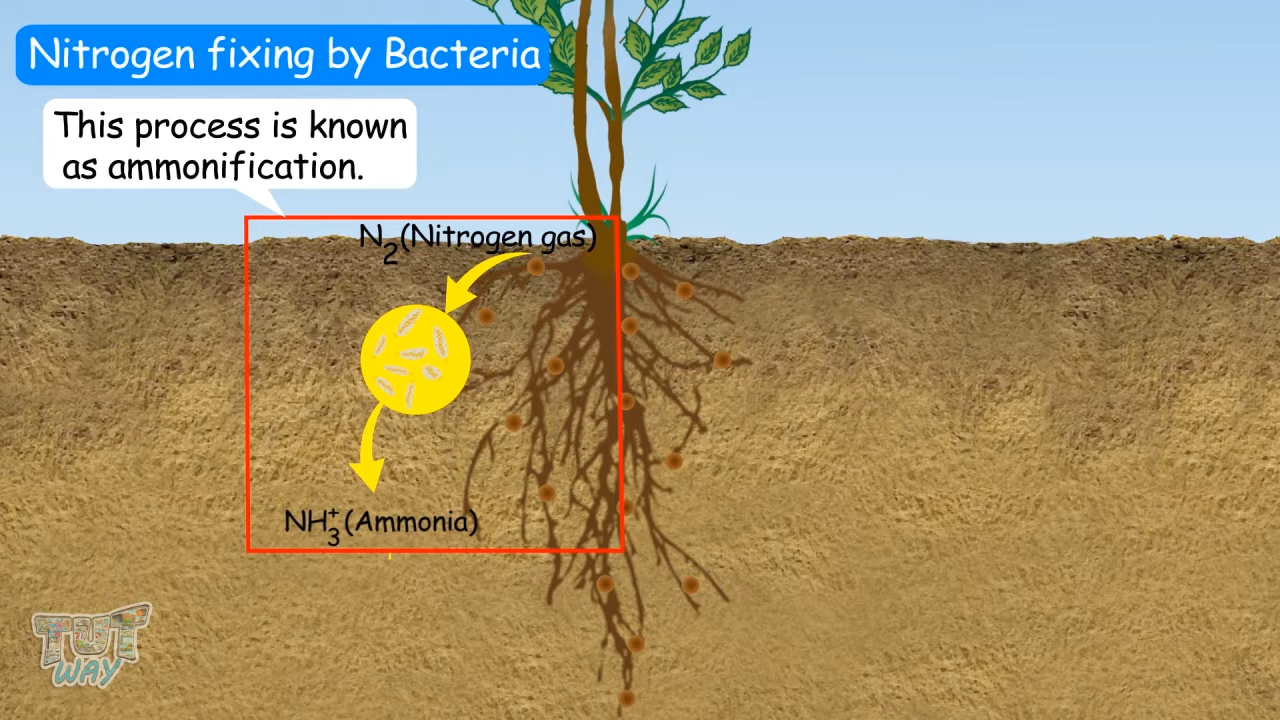 Nitrogen fixing by Bacteria
This process is known
as ammonification.
N₂(Nitrogen gas)
NH₃⁺(Ammonia)
TUT
WAY